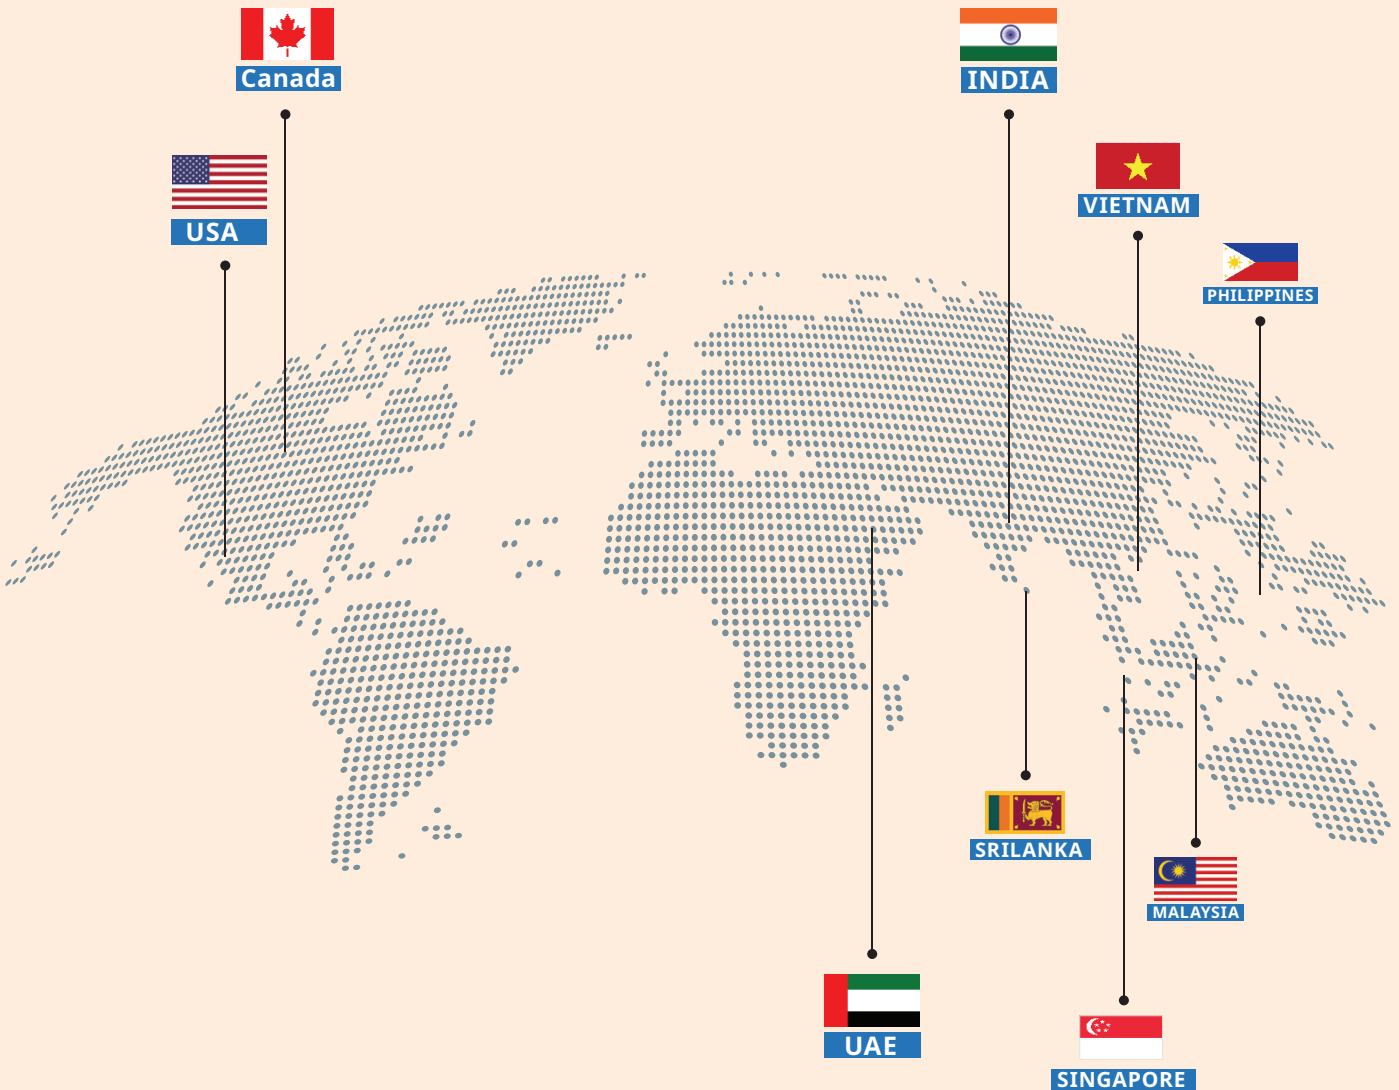 Canada
INDIA
USA
VIETNAM
PHILIPPINES
SRILANKA
MALAYSIA
UAE
SINGAPORE